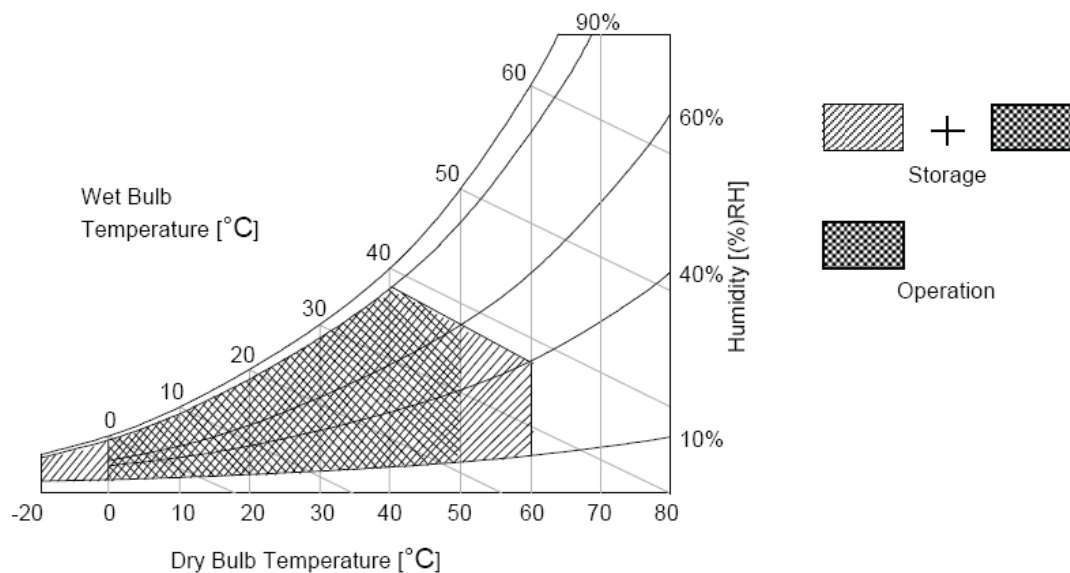 90%
60
60%
50
Wet Bulb
Temperature [°C]
40
40%
30
20
10
0
10%
Humidity [(%)RH]
-20 0 10 20 30 40 50 60 70 80
Dry Bulb Temperature [°C]
+
Storage
Operation